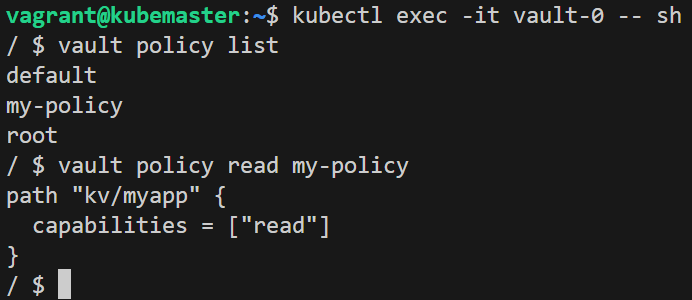 vagrant@kubemaster:~$ kubectl exec -it vault-0 -- sh
/ $ vault policy list
default
my-policy
root
/ $ vault policy read my-policy
path "kv/myapp" {
  capabilities = ["read"]
}
/ $